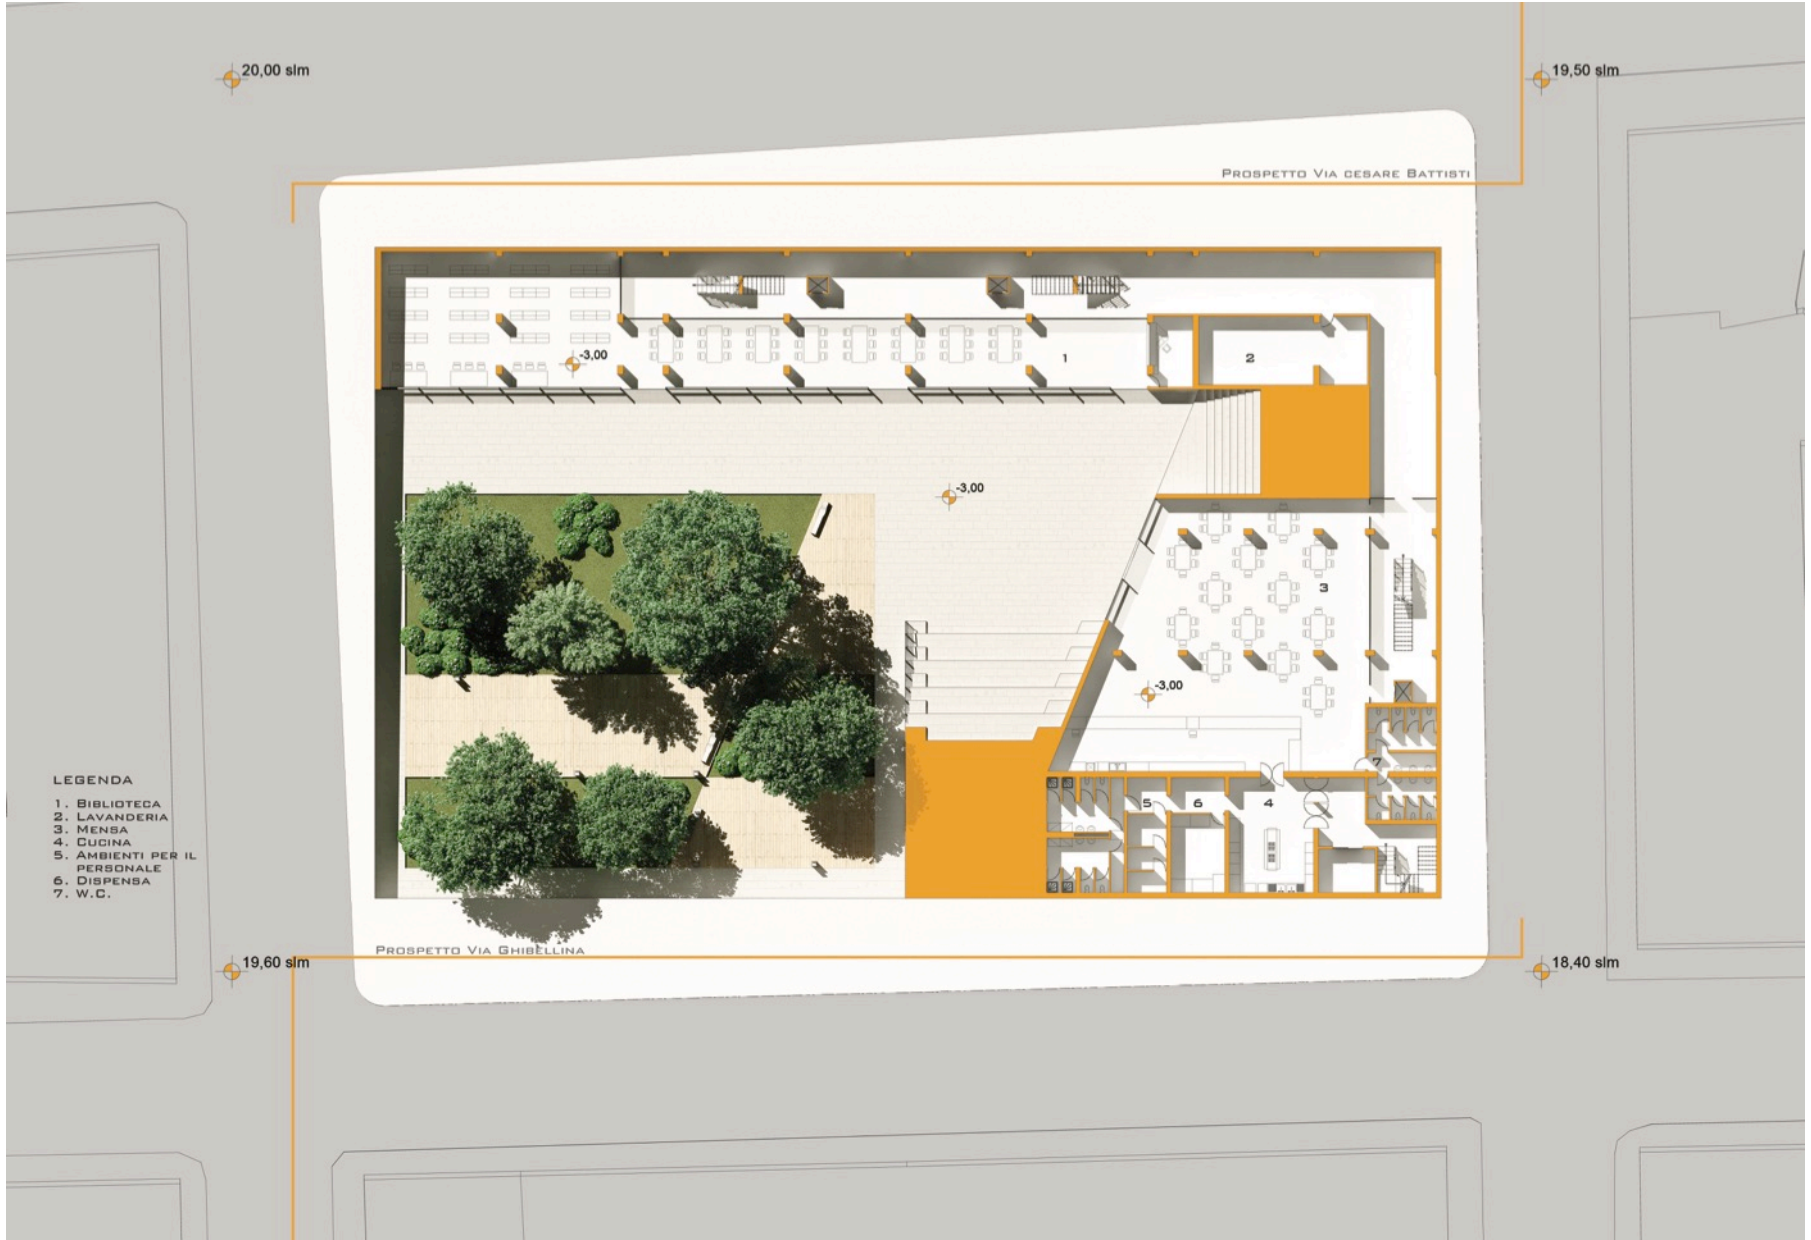 20,00 slm
19,50 slm
PROSPETTO VIA CESARE BATTISTI
-3,00
1
2
-3,00
3
-3,00
7
5
6
4
LEGENDA
1. BIBLIOTECA
2. LAVANDERIA
3. MENSA
4. CUCINA
5. AMBIENTI PER IL
PERSONALE
6. DISPENSA
7. W.C.
PROSPETTO VIA GHIBELLINA
19,60 slm
18,40 slm